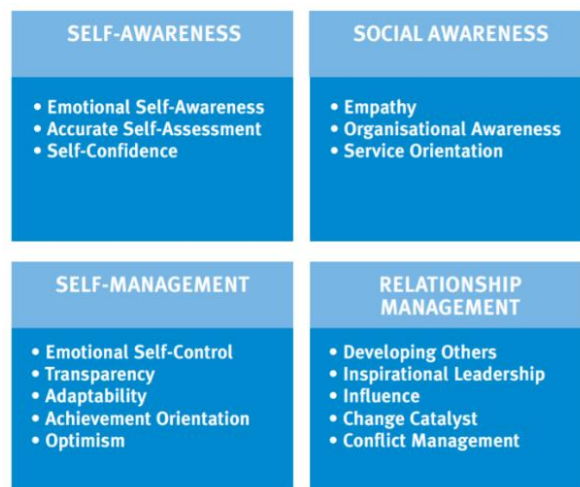 SELF-AWARENESS
• Emotional Self-Awareness
• Accurate Self-Assessment
• Self-Confidence
SOCIAL AWARENESS
• Empathy
• Organisational Awareness
• Service Orientation
SELF-MANAGEMENT
• Emotional Self-Control
• Transparency
• Adaptability
• Achievement Orientation
• Optimism
RELATIONSHIP
MANAGEMENT
• Developing Others
• Inspirational Leadership
• Influence
• Change Catalyst
• Conflict Management